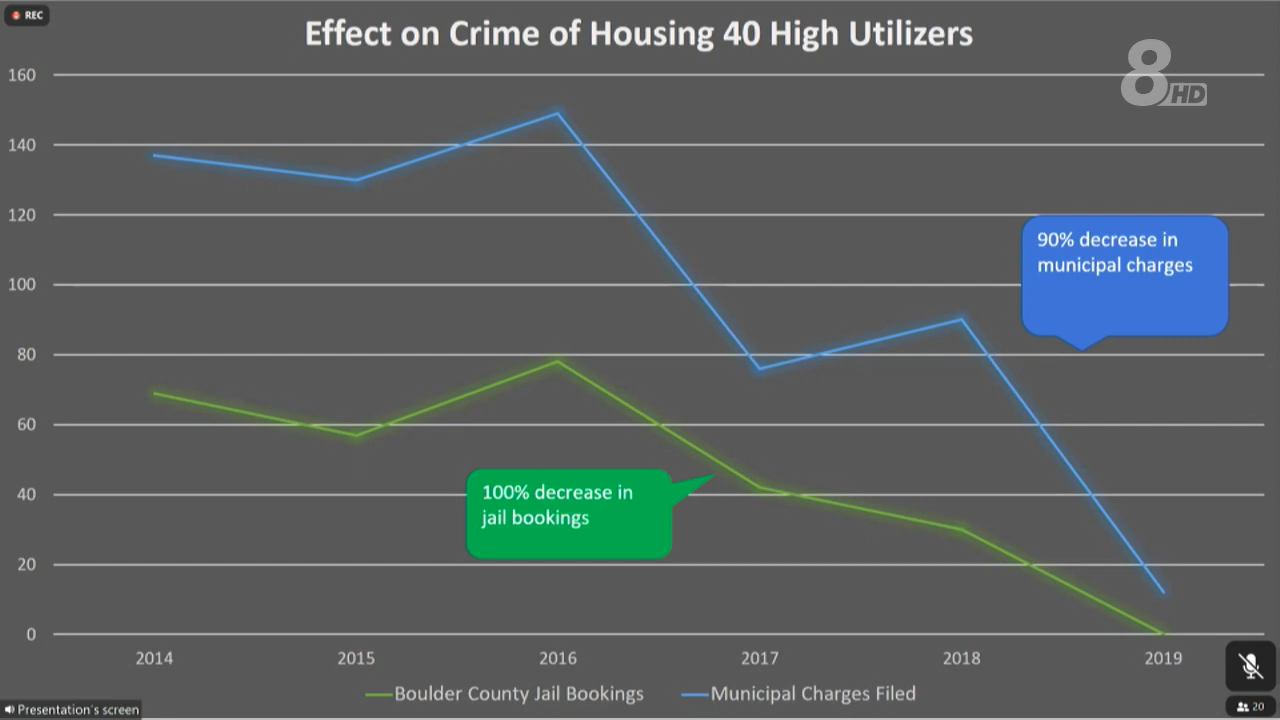 REC
Effect on Crime of Housing 40 High Utilizers
8
HD
160
140
120
100
80
60
40
20
0
90% decrease in
municipal charges
100% decrease in
jail bookings
2014 2015 2016 2017 2018 2019
Boulder County Jail Bookings Municipal Charges Filed
Presentation's screen
20